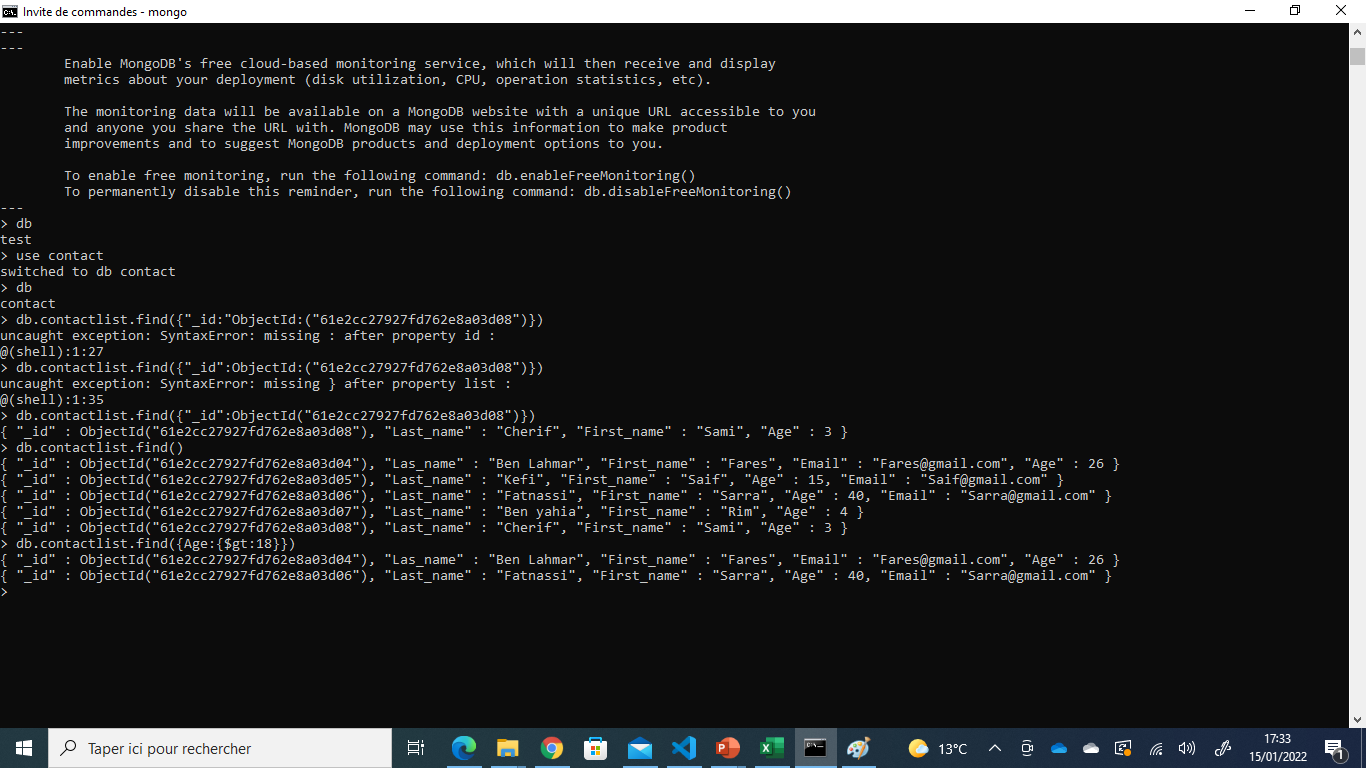 Invite de commandes - mongo
---
---
Enable MongoDB's free cloud-based monitoring service, which will then receive and display
metrics about your deployment (disk utilization, CPU, operation statistics, etc).
The monitoring data will be available on a MongoDB website with a unique URL accessible to you
and anyone you share the URL with. MongoDB may use this information to make product
improvements and to suggest MongoDB products and deployment options to you.
To enable free monitoring, run the following command: db.enableFreeMonitoring()
To permanently disable this reminder, run the following command: db.disableFreeMonitoring()
---
> db
test
> use contact
switched to db contact
> db
contact
> db.contactlist.find({"_id:"ObjectId:("61e2cc27927fd762e8a03d08")})
uncaught exception: SyntaxError: missing : after property id :
@(shell):1:27
> db.contactlist.find({"_id":ObjectId:("61e2cc27927fd762e8a03d08")})
uncaught exception: SyntaxError: missing } after property list :
@(shell):1:35
> db.contactlist.find({"_id":ObjectId("61e2cc27927fd762e8a03d08")})
{ "_id" : ObjectId("61e2cc27927fd762e8a03d08"), "Last_name" : "Cherif", "First_name" : "Sami", "Age" : 3 }
> db.contactlist.find()
{ "_id" : ObjectId("61e2cc27927fd762e8a03d04"), "Las_name" : "Ben Lahmar", "First_name" : "Fares", "Email" : "Fares@gmail.com", "Age" : 26 }
{ "_id" : ObjectId("61e2cc27927fd762e8a03d05"), "Last_name" : "Kefi", "First_name" : "Saif", "Age" : 15, "Email" : "Saif@gmail.com" }
{ "_id" : ObjectId("61e2cc27927fd762e8a03d06"), "Last_name" : "Fatnassi", "First_name" : "Sarra", "Age" : 40, "Email" : "Sarra@gmail.com" }
{ "_id" : ObjectId("61e2cc27927fd762e8a03d07"), "Last_name" : "Ben yahia", "First_name" : "Rim", "Age" : 4 }
{ "_id" : ObjectId("61e2cc27927fd762e8a03d08"), "Last_name" : "Cherif", "First_name" : "Sami", "Age" : 3 }
> db.contactlist.find({Age:{$gt:18}})
{ "_id" : ObjectId("61e2cc27927fd762e8a03d04"), "Las_name" : "Ben Lahmar", "First_name" : "Fares", "Email" : "Fares@gmail.com", "Age" : 26 }
{ "_id" : ObjectId("61e2cc27927fd762e8a03d06"), "Last_name" : "Fatnassi", "First_name" : "Sarra", "Age" : 40, "Email" : "Sarra@gmail.com" }
>
Taper ici pour rechercher
13°C
17:33
15/01/2022
1